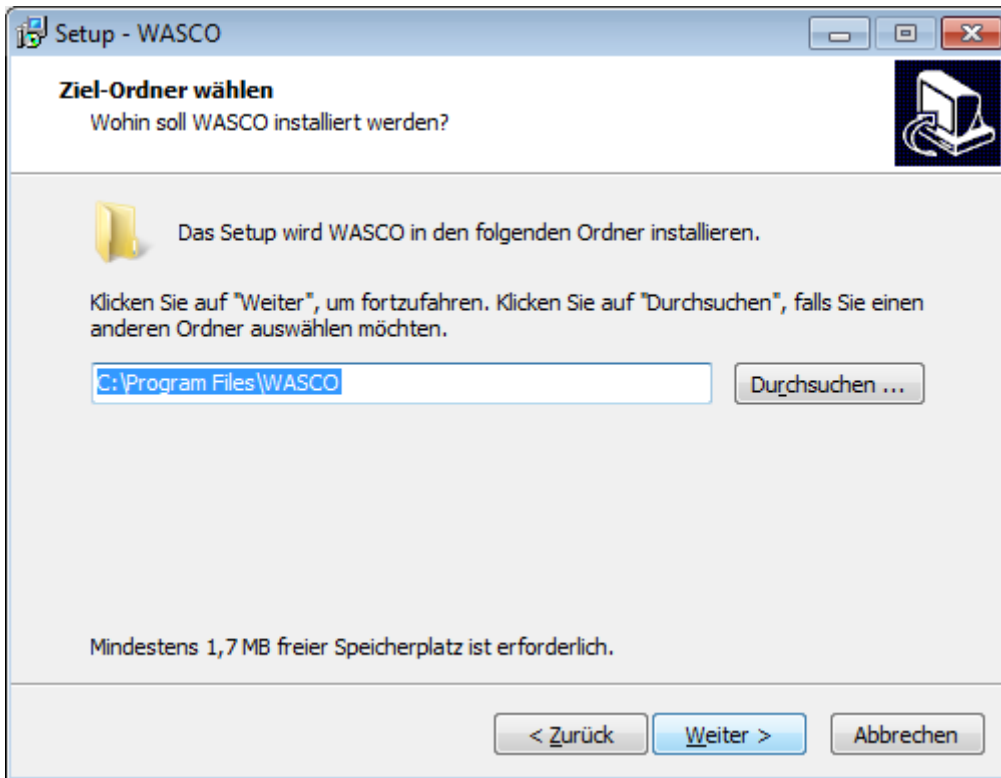 Setup - WASCO
Ziel-Ordner wählen
Wohin soll WASCO installiert werden?
Das Setup wird WASCO in den folgenden Ordner installieren.
Klicken Sie auf "Weiter", um fortzufahren. Klicken Sie auf "Durchsuchen", falls Sie einen
anderen Ordner auswählen möchten.
C:\Program Files\WASCO
Durchsuchen ...
Mindestens 1,7 MB freier Speicherplatz ist erforderlich.
< Zurück
Weiter >
Abbrechen